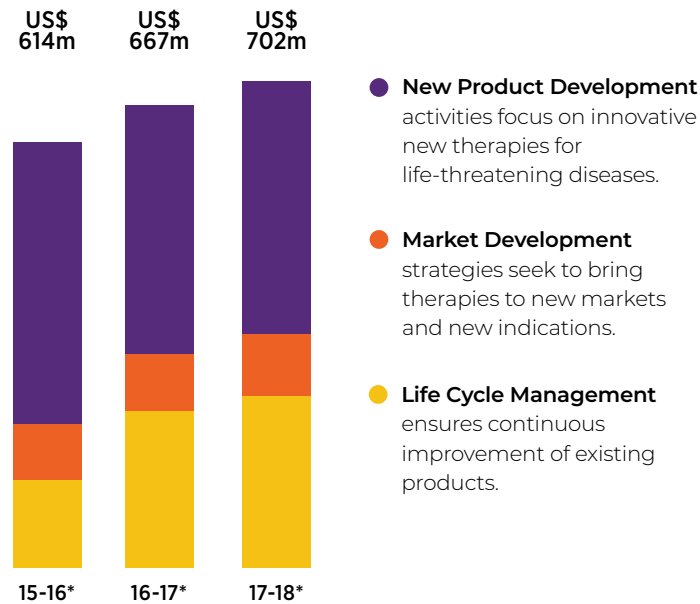 US$
614m
US$
667m
US$
702m
New Product Development
activities focus on innovative
new therapies for
life-threatening diseases.
Market Development
strategies seek to bring
therapies to new markets
and new indications.
Life Cycle Management
ensures continuous
improvement of existing
products.
15-16*
16-17*
17-18*